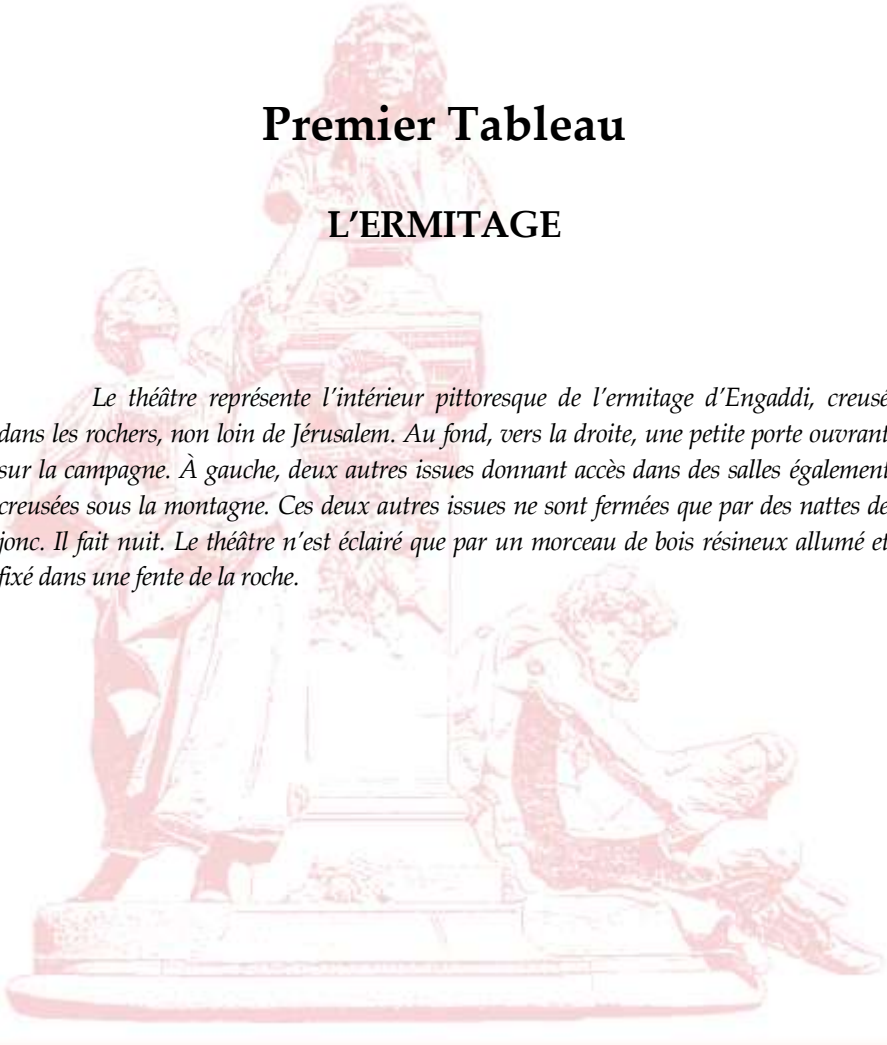 Premier Tableau
L’ERMITAGE
Le théâtre représente l’intérieur pittoresque de l’ermitage d’Engaddi, creusé
dans les rochers, non loin de Jérusalem. Au fond, vers la droite, une petite porte ouvrant
sur la campagne. À gauche, deux autres issues donnant accès dans des salles également
creusées sous la montagne. Ces deux autres issues ne sont fermées que par des nattes de
jonc. Il fait nuit. Le théâtre n’est éclairé que par un morceau de bois résineux allumé et
fixé dans une fente de la roche.